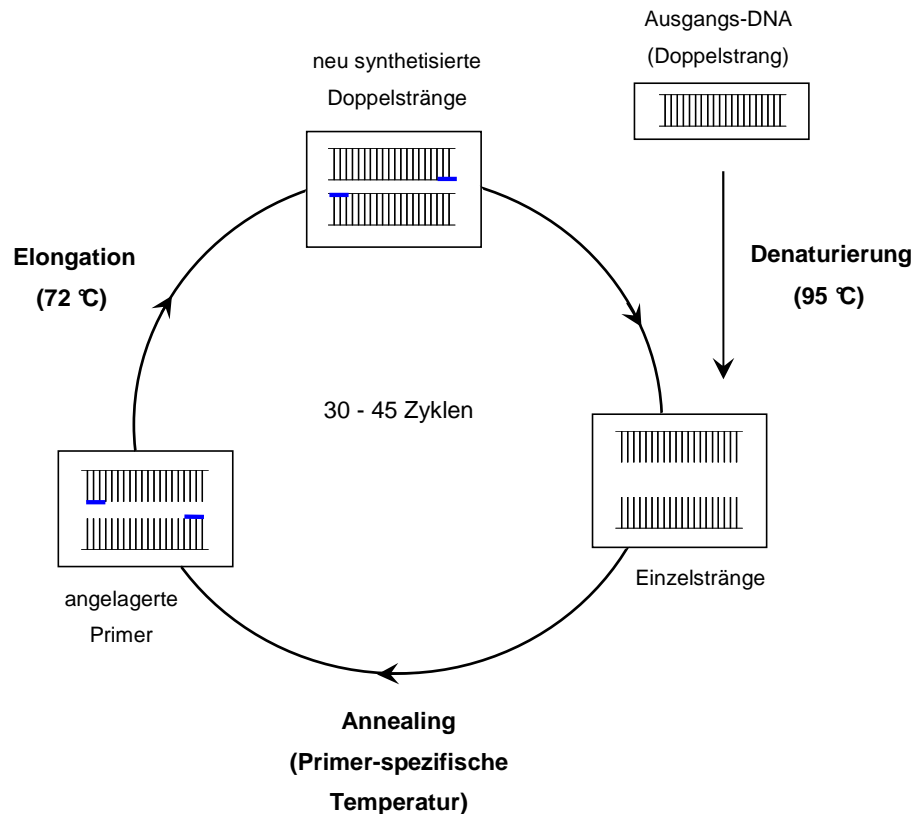 Ausgangs-DNA
(Doppelstrang)
neu synthetisierte
Doppelstränge
Elongation
(72 °C)
Denaturierung
(95 °C)
30 - 45 Zyklen
angelagerte
Primer
Einzelstränge
Annealing
(Primer-spezifische
Temperatur)